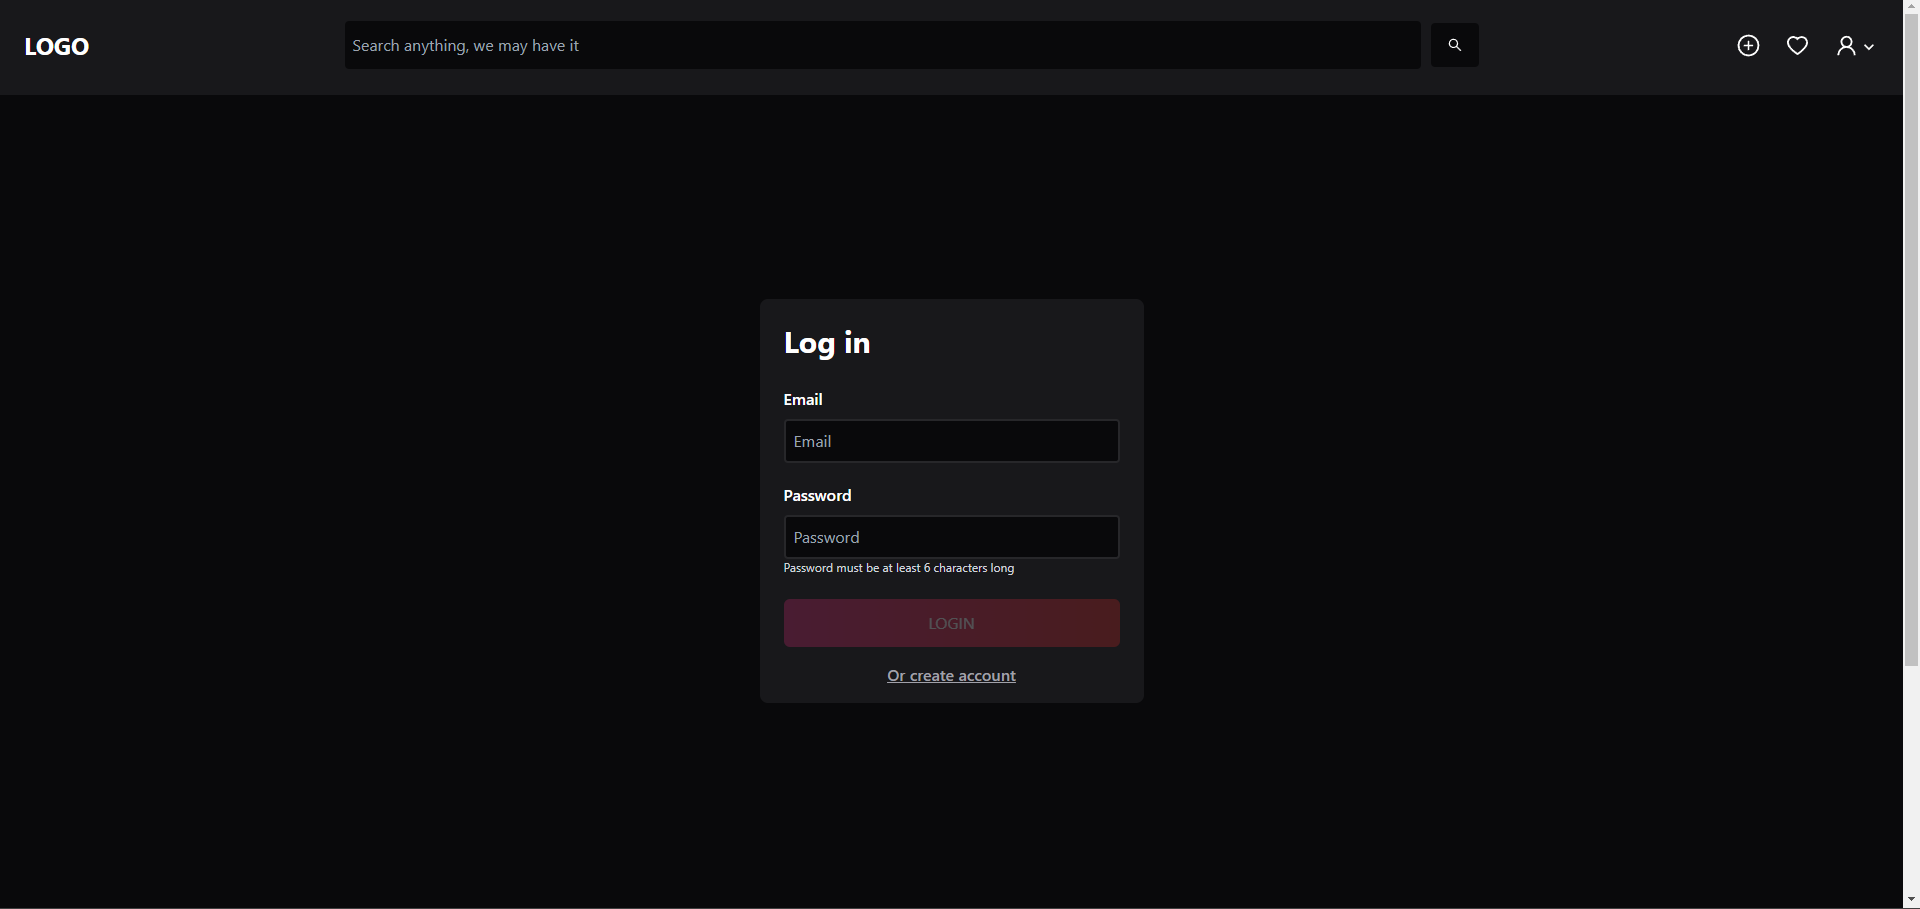 LOGO
Search anything, we may have it
Log in
Email
Email
Password
Password
Password must be at least 6 characters long
LOGIN
Or create account